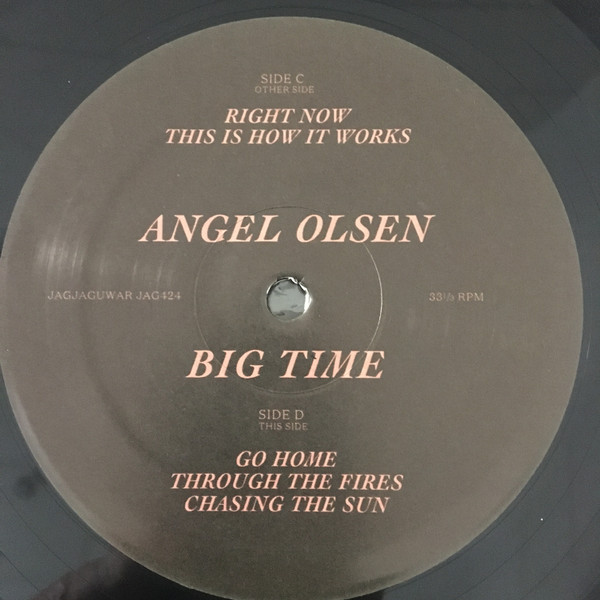 SIDE C
OTHER SIDE
RIGHT NOW
THIS IS HOW IT WORKS
ANGEL OLSEN
JAGJAGUWAR JAG424
33⅓ RPM
BIG TIME
SIDE D
THIS SIDE
GO HOME
THROUGH THE FIRES
CHASING THE SUN